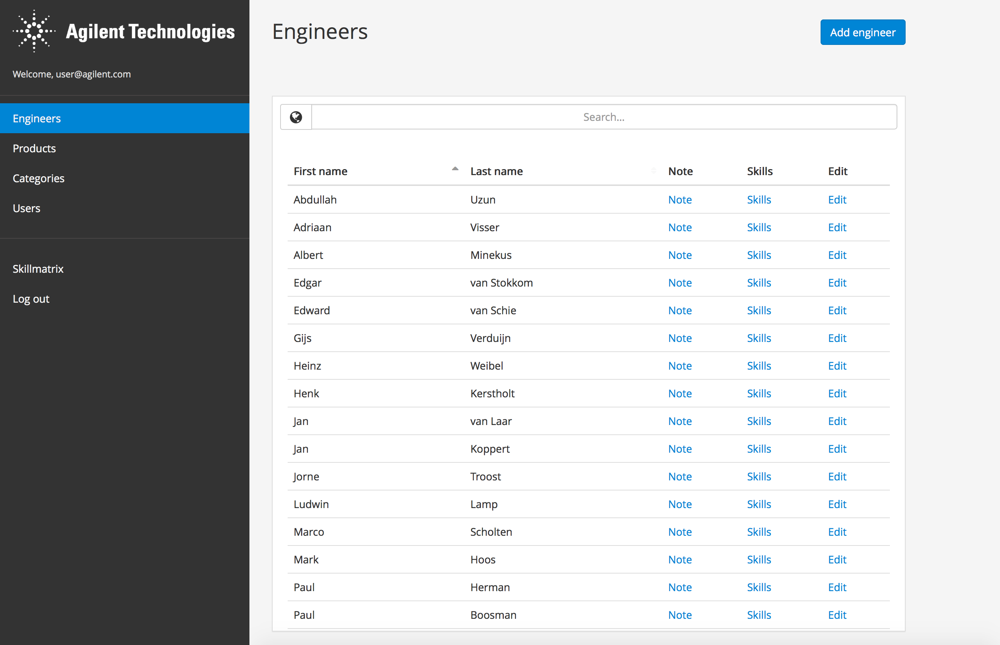 Agilent Technologies
Welcome, user@agilent.com
Engineers
Products
Categories
Users
Skillmatrix
Log out
Engineers
Add engineer
Search...
First name Last name Note Skills Edit
Abdullah Uzun Note Skills Edit
Adriaan Visser Note Skills Edit
Albert Minekus Note Skills Edit
Edgar van Stokkom Note Skills Edit
Edward van Schie Note Skills Edit
Gijs Verduijn Note Skills Edit
Heinz Weibel Note Skills Edit
Henk Kerstholt Note Skills Edit
Jan van Laar Note Skills Edit
Jan Koppert Note Skills Edit
Jorne Troost Note Skills Edit
Ludwin Lamp Note Skills Edit
Marco Scholten Note Skills Edit
Mark Hoos Note Skills Edit
Paul Herman Note Skills Edit
Paul Boosman Note Skills Edit